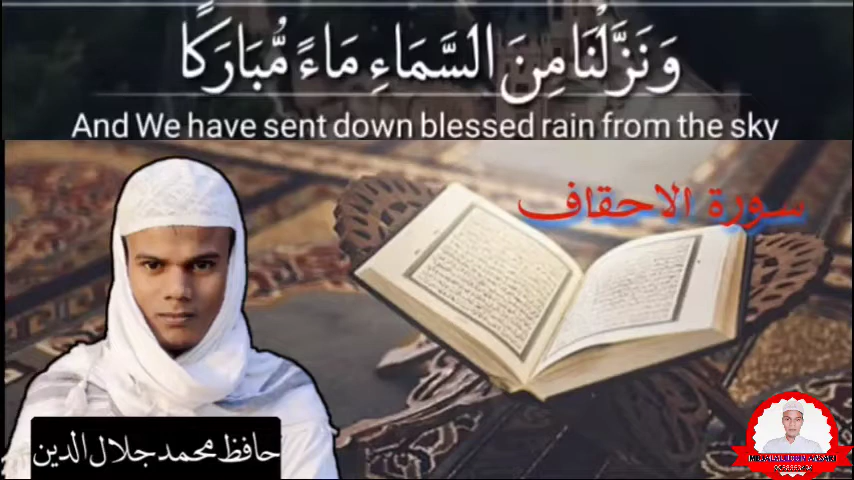 وَنَزَّلْنَا مِنَ السَّمَاءِ مَاءً مُّبَارَكًا
And We have sent down blessed rain from the sky
سورة الاحقاف
حافظ محمد جلال الدين